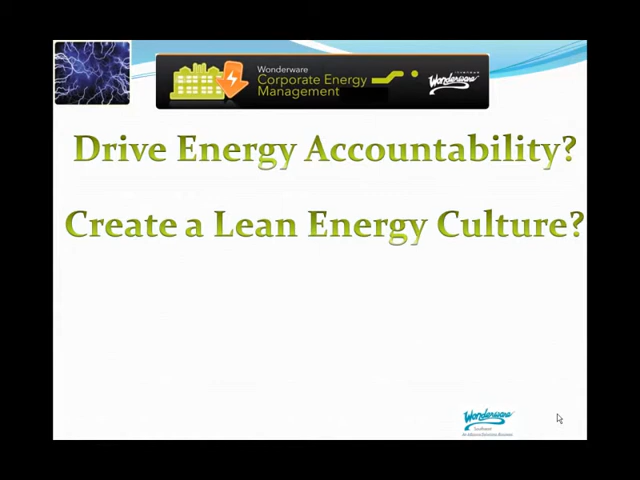 Wonderware
Corporate Energy
Management
Wonderware
Drive Energy Accountability?
Create a Lean Energy Culture?
Wonderware